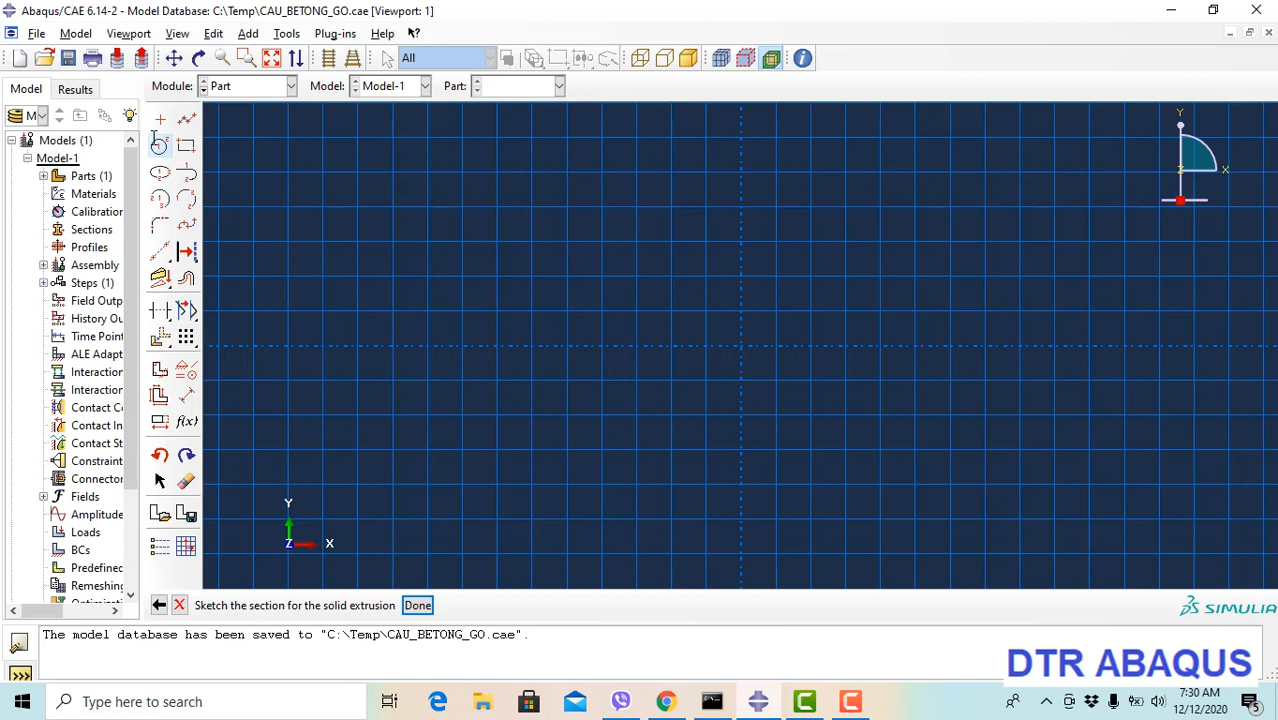 Abaqus/CAE 6.14-2 - Model Database: C:\Temp\CAU_BETONG_GO.cae [Viewport: 1]
File Model Viewport View Edit Add Tools Plug-ins Help
All
Model Results
Module: Part Model: Model-1 Part:
M
Models (1)
Model-1
Parts (1)
Materials
Calibration
Sections
Profiles
Assembly
Steps (1)
Field Outp
History Ou
Time Point
ALE Adapt
Interaction
Interaction
Contact Co
Contact In
Contact St
Constraint
Connector
Fields
Amplitude
Loads
BCs
Predefined
Remeshing
f(x)
Y
X
Z
Y
Z
X
Sketch the section for the solid extrusion Done
SIMULIA
The model database has been saved to "C:\Temp\CAU_BETONG_GO.cae".
DTR ABAQUS
Type here to search
7:30 AM
12/12/2020
5